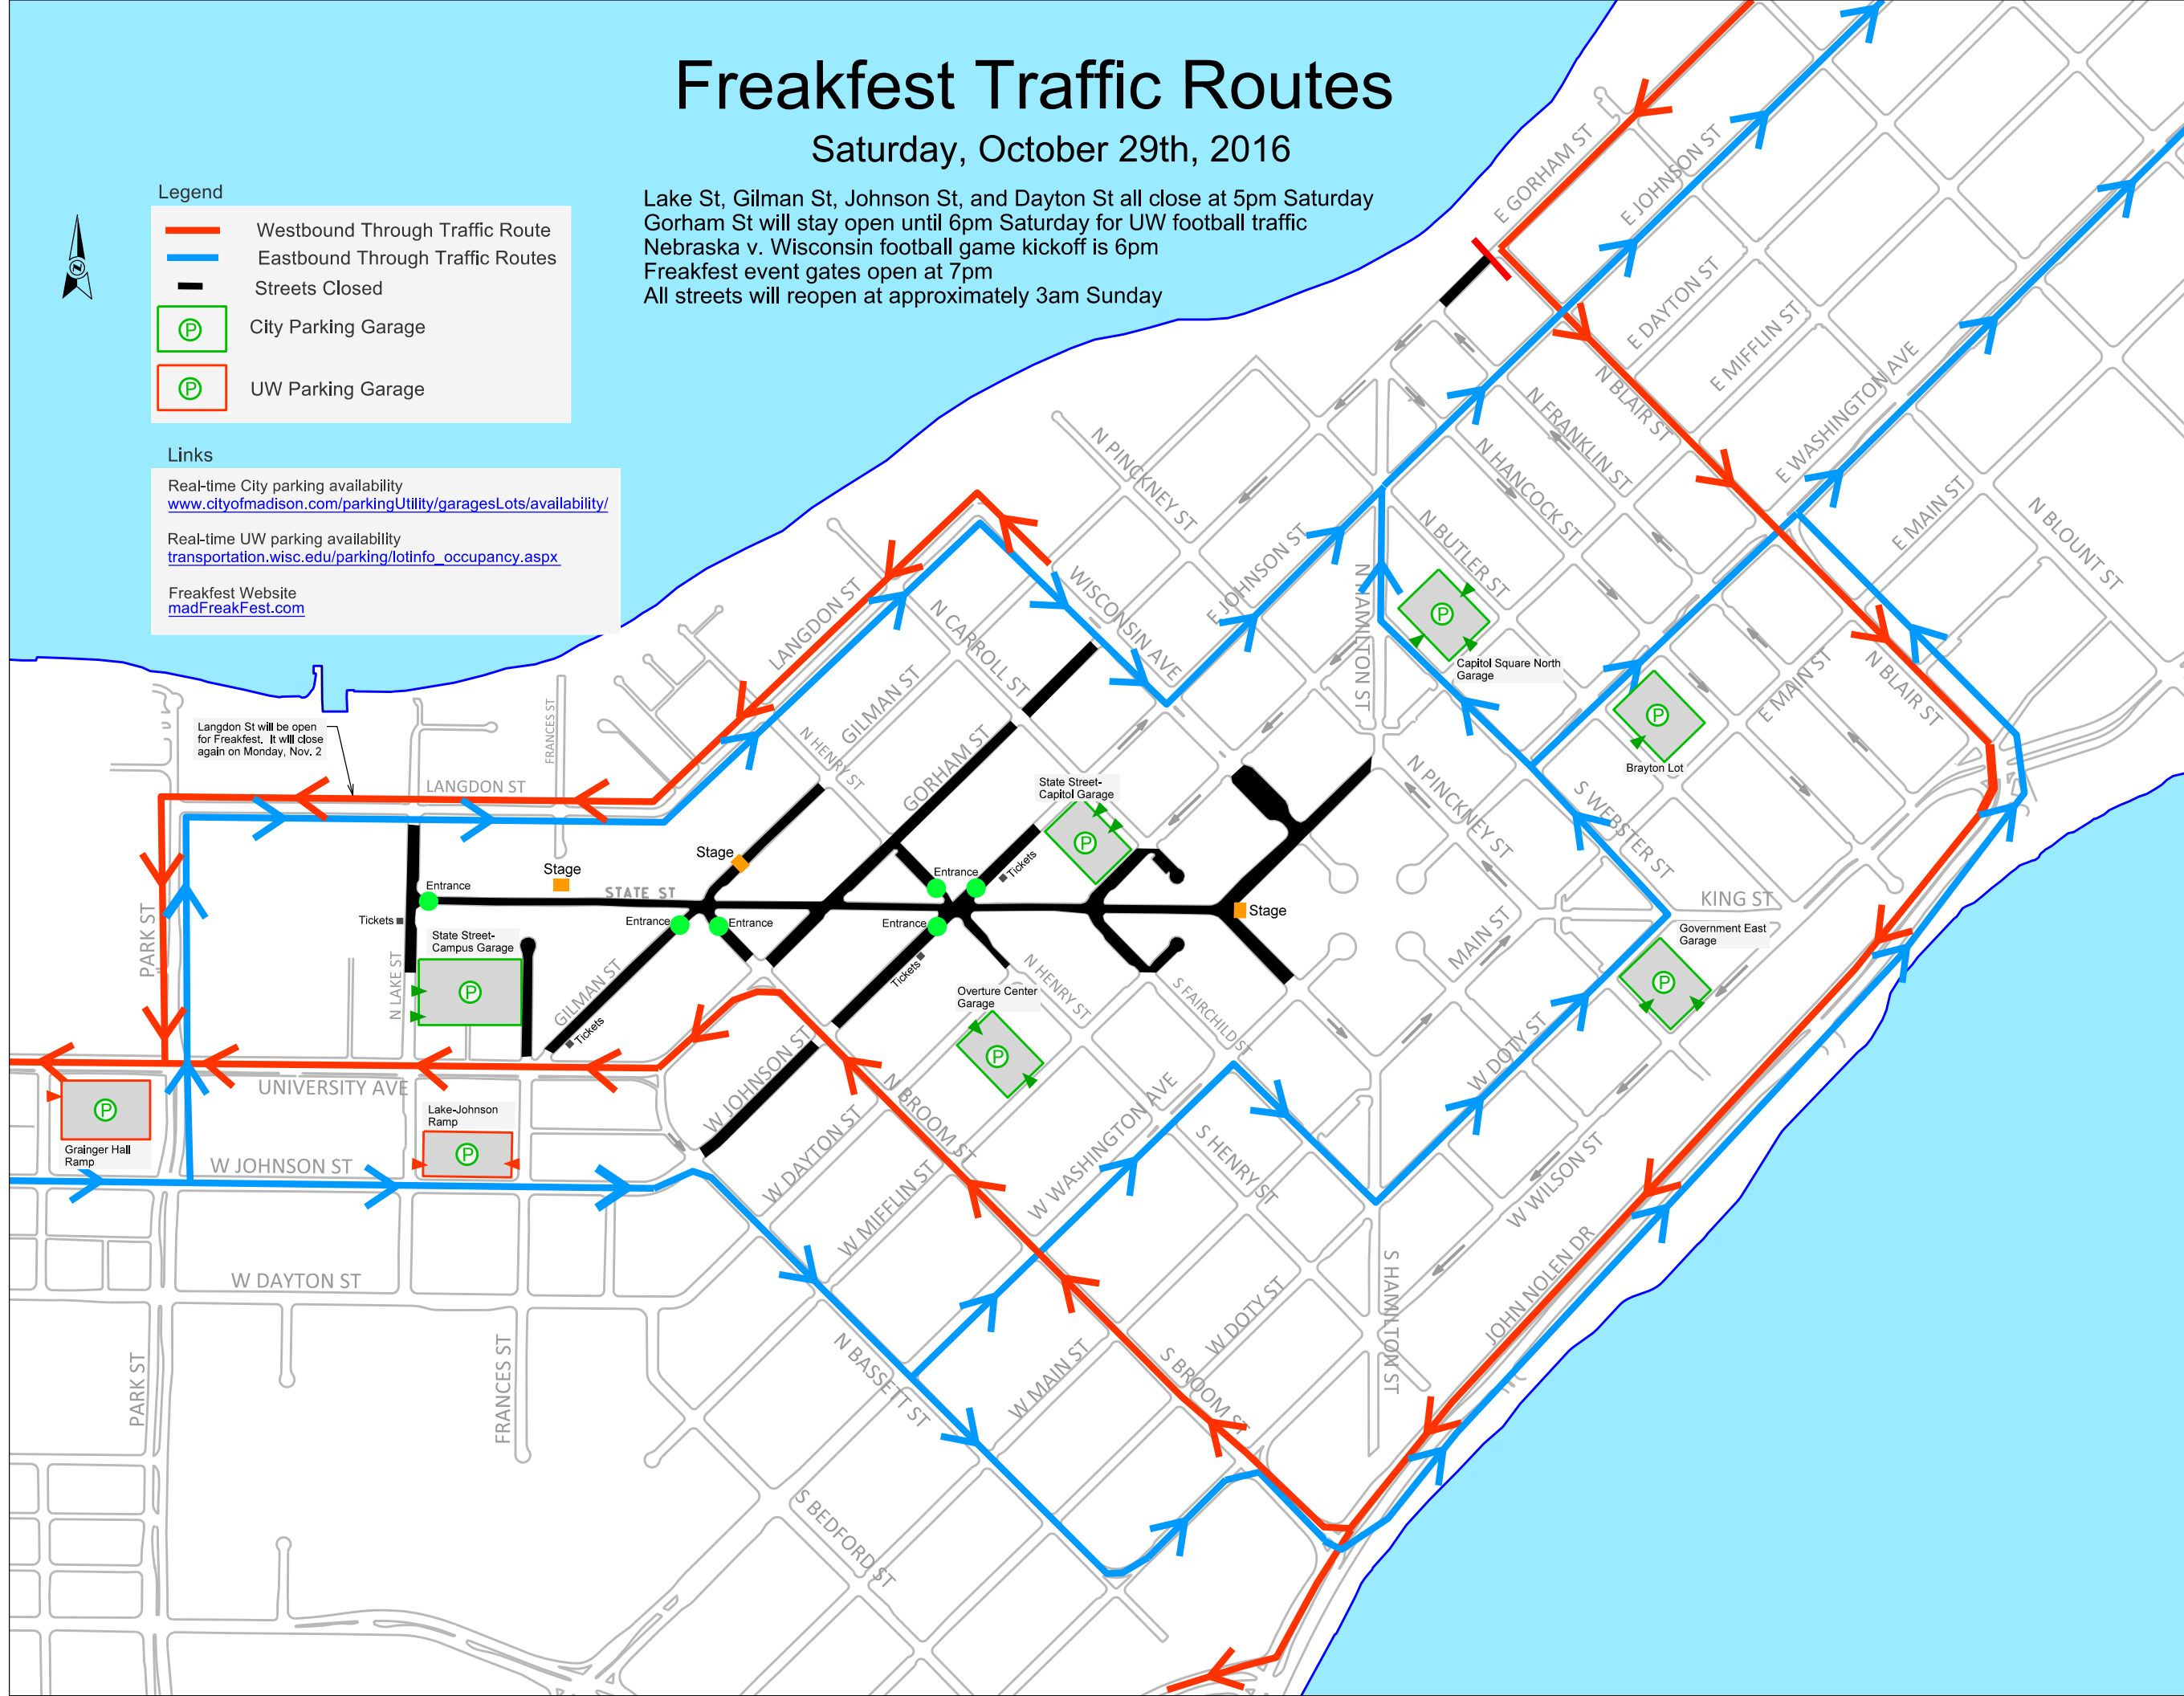 Freakfest Traffic Routes
Saturday, October 29th, 2016
Lake St, Gilman St, Johnson St, and Dayton St all close at 5pm Saturday
Gorham St will stay open until 6pm Saturday for UW football traffic
Nebraska v. Wisconsin football game kickoff is 6pm
Freakfest event gates open at 7pm
All streets will reopen at approximately 3am Sunday
Legend
Westbound Through Traffic Route
Eastbound Through Traffic Routes
Streets Closed
P
City Parking Garage
P
UW Parking Garage
N
Links
Real-time City parking availability
www.cityofmadison.com/parkingUtility/garagesLots/availability/
Real-time UW parking availability
transportation.wisc.edu/parking/lotinfo_occupancy.aspx
Freakfest Website
madFreakFest.com
E GORHAM ST
E JOHNSON ST
E DAYTON ST
E MIFFLIN ST
E WASHINGTON AVE
N BLAIR ST
N FRANKLIN ST
N HANCOCK ST
N BUTLER ST
E MAIN ST
N BLOUNT ST
N PINCKNEY ST
WISCONSIN AVE
E JOHNSON ST
N HAMILTON ST
P
Capitol Square North
Garage
P
Brayton Lot
E MAIN ST
N BLAIR ST
LANGDON ST
N CARROLL ST
GILMAN ST
N HENRY ST
GORHAM ST
Langdon St will be open
for Freakfest. It will close
again on Monday, Nov. 2
FRANCES ST
LANGDON ST
State Street-
Capitol Garage
P
N PINCKNEY ST
S WEBSTER ST
KING ST
Stage
Stage
STATE ST
Entrance
Entrance
Entrance
Entrance
Entrance
Tickets
Stage
Tickets
PARK ST
N LAKE ST
State Street-
Campus Garage
P
GILMAN ST
Tickets
Tickets
N HENRY ST
S FAIRCHILD ST
MAIN ST
Government East
Garage
P
Overture Center
Garage
P
W DOTY ST
UNIVERSITY AVE
P
Grainger Hall
Ramp
Lake-Johnson
Ramp
P
W JOHNSON ST
W JOHNSON ST
W DAYTON ST
N BROOM ST
W MIFFLIN ST
W WASHINGTON AVE
S HENRY ST
W WILSON ST
W DAYTON ST
JOHN NOLEN DR
S HAMILTON ST
W DOTY ST
S BROOM ST
W MAIN ST
N BASSETT ST
PARK ST
FRANCES ST
S BEDFORD ST